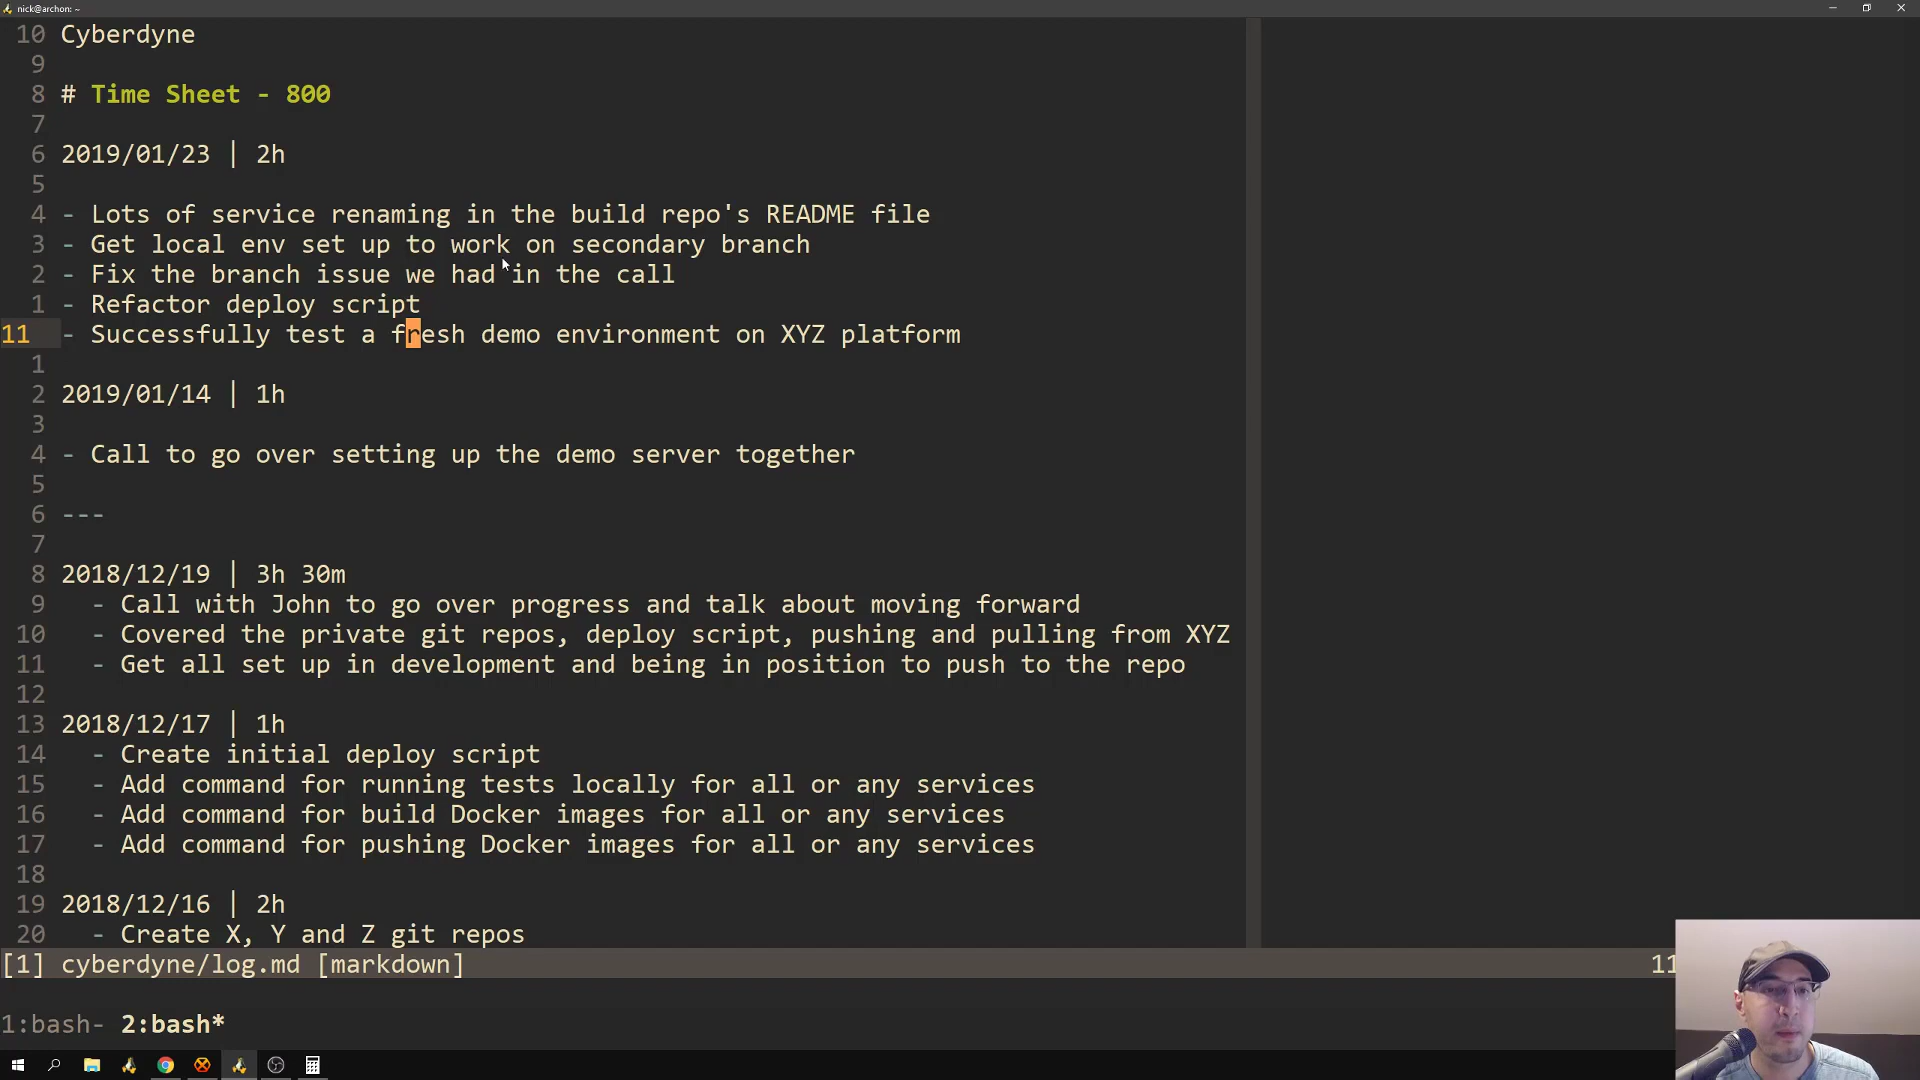 nick@archon: ~
10 Cyberdyne
9
8 # Time Sheet - 800
7
6 2019/01/23 | 2h
5
4 - Lots of service renaming in the build repo's README file
3 - Get local env set up to work on secondary branch
2 - Fix the branch issue we had in the call
1 - Refactor deploy script
11 - Successfully test a fresh demo environment on XYZ platform
1
2 2019/01/14 | 1h
3
4 - Call to go over setting up the demo server together
5
6 ---
7
8 2018/12/19 | 3h 30m
9 - Call with John to go over progress and talk about moving forward
10 - Covered the private git repos, deploy script, pushing and pulling from XYZ
11 - Get all set up in development and being in position to push to the repo
12
13 2018/12/17 | 1h
14 - Create initial deploy script
15 - Add command for running tests locally for all or any services
16 - Add command for build Docker images for all or any services
17 - Add command for pushing Docker images for all or any services
18
19 2018/12/16 | 2h
20 - Create X, Y and Z git repos
[1] cyberdyne/log.md [markdown] 11
1:bash- 2:bash*